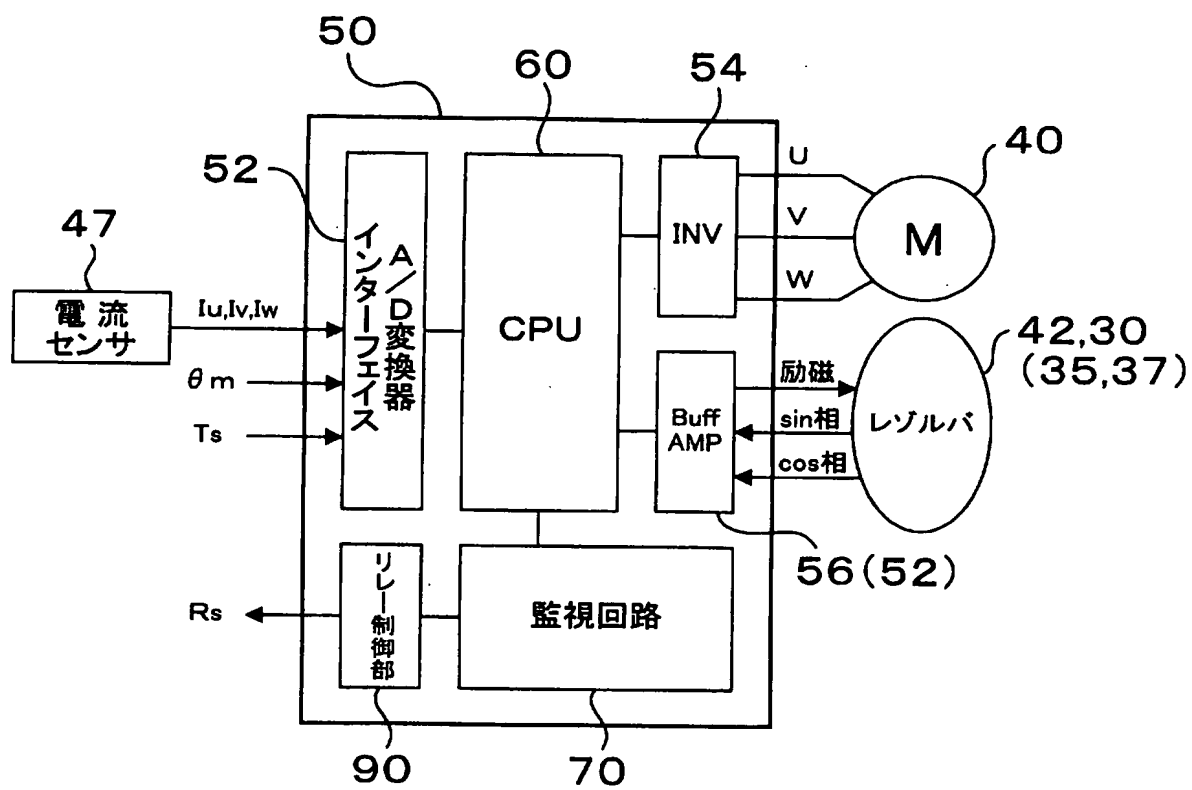 50
60
54
52
U
40
47
V
INV
M
A/D変換器
インターフェイス
W
電流
センサ
Iu,Iv,Iw
CPU
42,30
(35,37)
θm
励磁
Buff
AMP
sin相
レゾルバ
Ts
cos相
56(52)
リレー制御部
Rs
監視回路
90
70